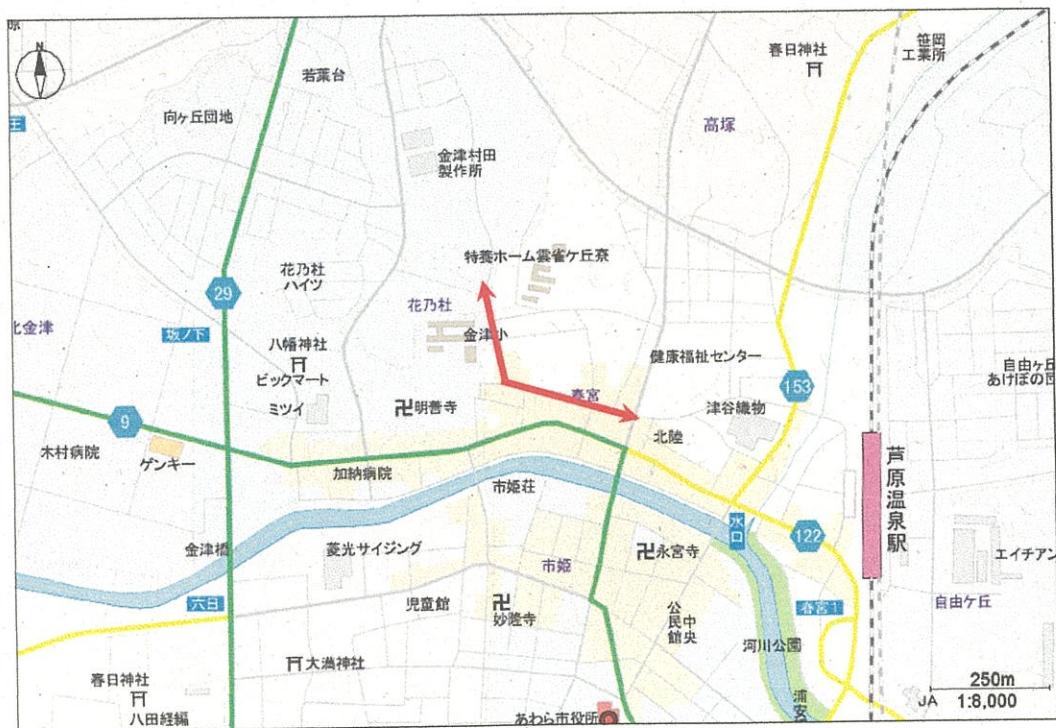 原
N
若葉台
向ケ丘団地
王
春日神社
笹岡
工業所
高塚
金津村田
製作所
特養ホーム雲雀ケ丘寮
花乃杜
ハイツ
29
花乃杜
坂ノ下
北金津
金津小
八幡神社
ビックマート
ミツイ
健康福祉センター
153
自由ケ丘
あけぼの団
春宮
津谷織物
明善寺
9
木村病院
ゲンキー
北陸
加納病院
芦原温泉駅
市姫荘
水口
122
金津橋
菱光サイジング
永宮寺
エイチアン
市姫
六日
児童館
妙隆寺
公民館
中央
春宮1
自由ケ丘
河川公園
大満神社
250m
春日神社
浦安
JA 1:8,000
八田経編
あわら市役所